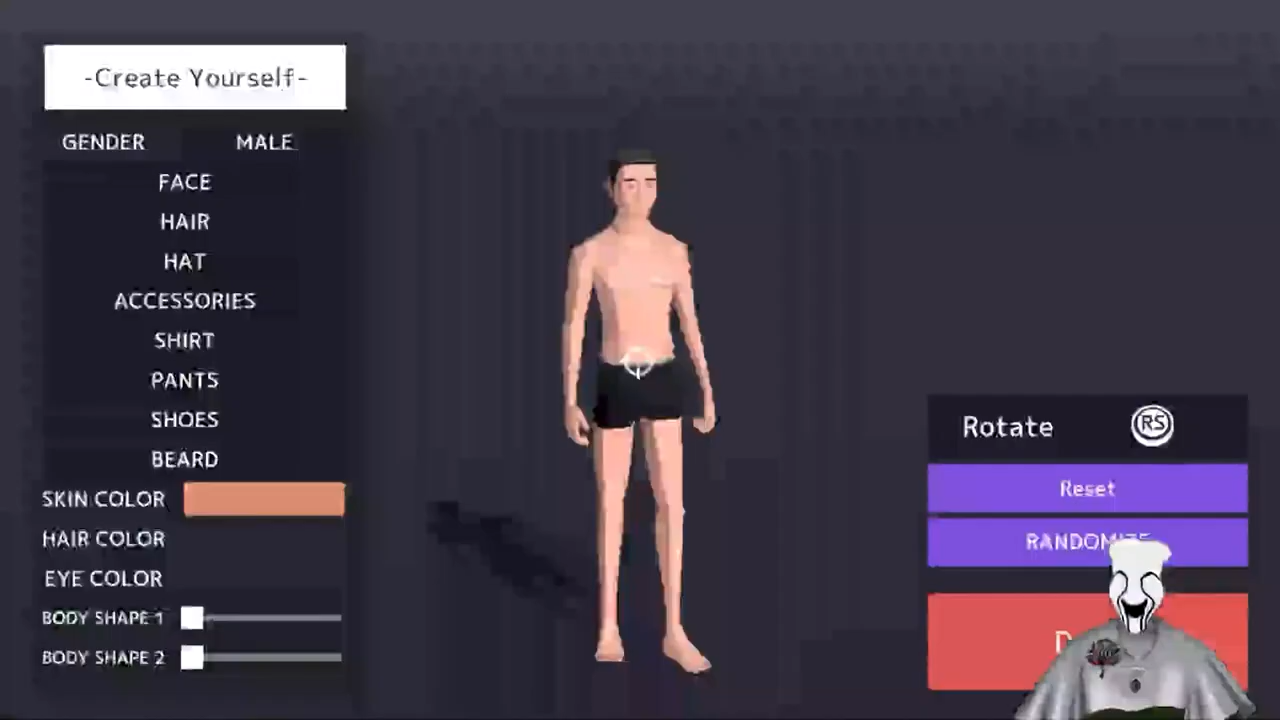 -Create Yourself-
GENDER MALE
FACE
HAIR
HAT
ACCESSORIES
SHIRT
PANTS
SHOES
BEARD
SKIN COLOR
HAIR COLOR
EYE COLOR
BODY SHAPE 1
BODY SHAPE 2
Rotate RS
Reset
RANDOMIZE